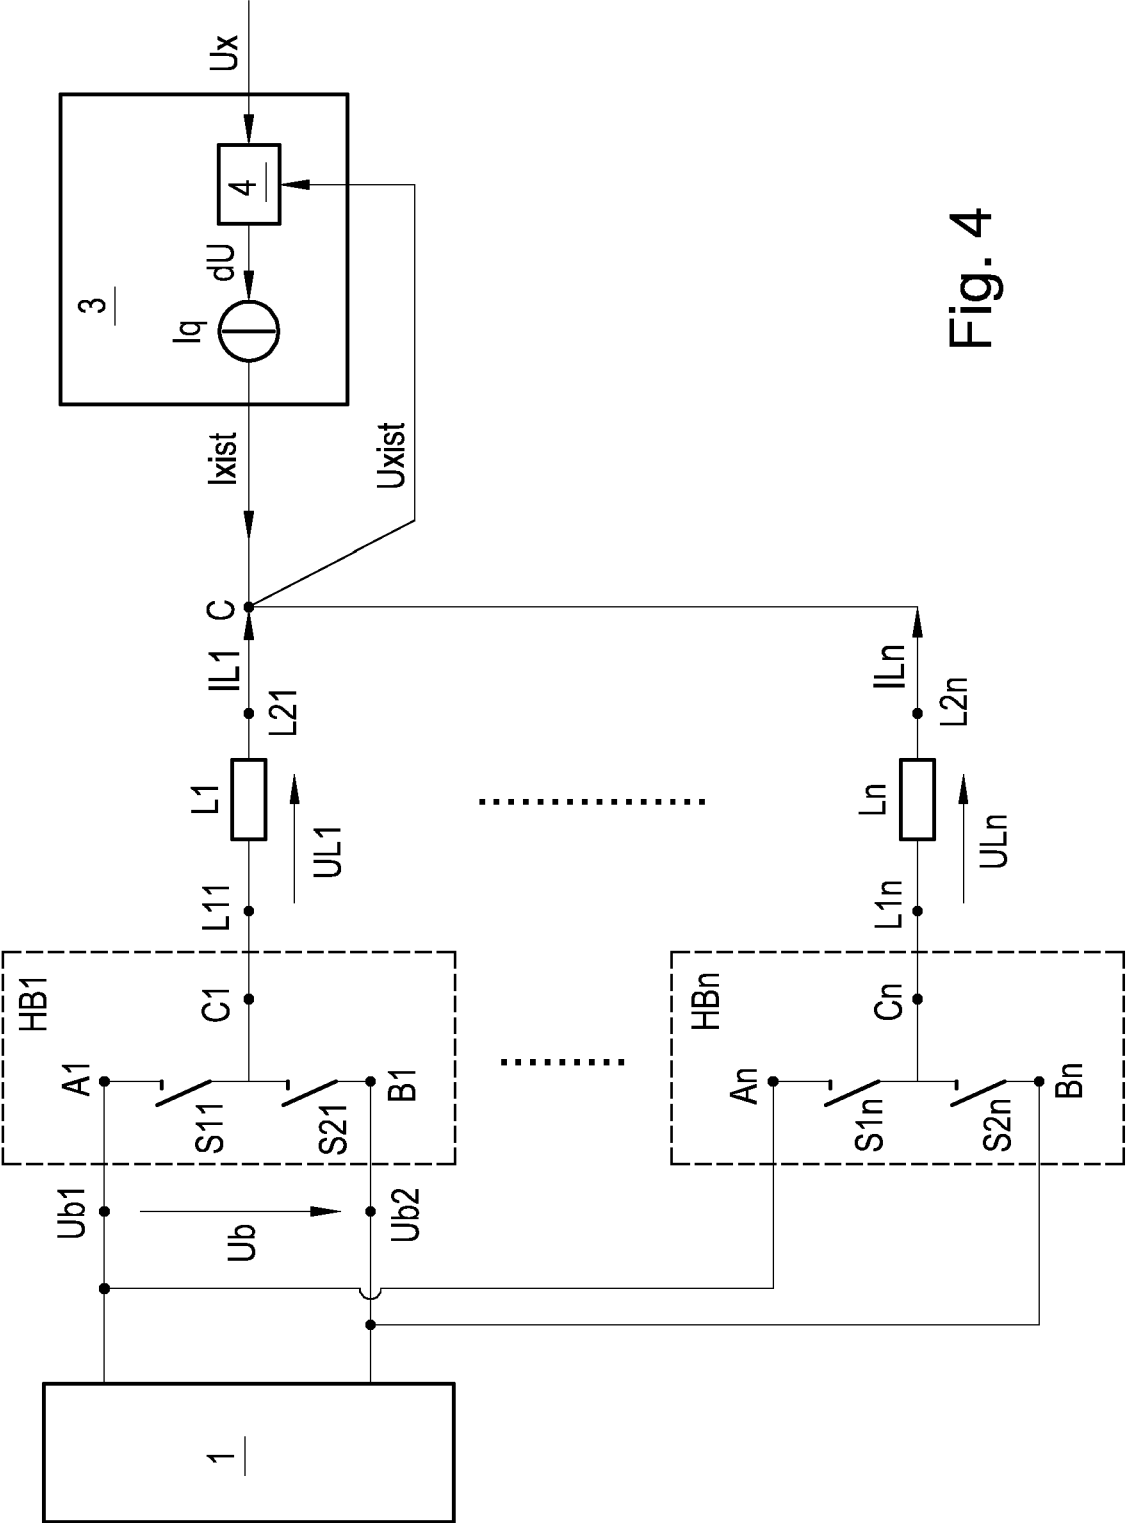 1
Ub1
Ub
Ub2
HB1
A1
S11
S21
B1
C1
L11
L1
UL1
L21
IL1
C
Ixist
Uxist
3
Iq
dU
4
Ux
HBn
An
S1n
S2n
Bn
Cn
L1n
Ln
ULn
L2n
ILn
Fig. 4